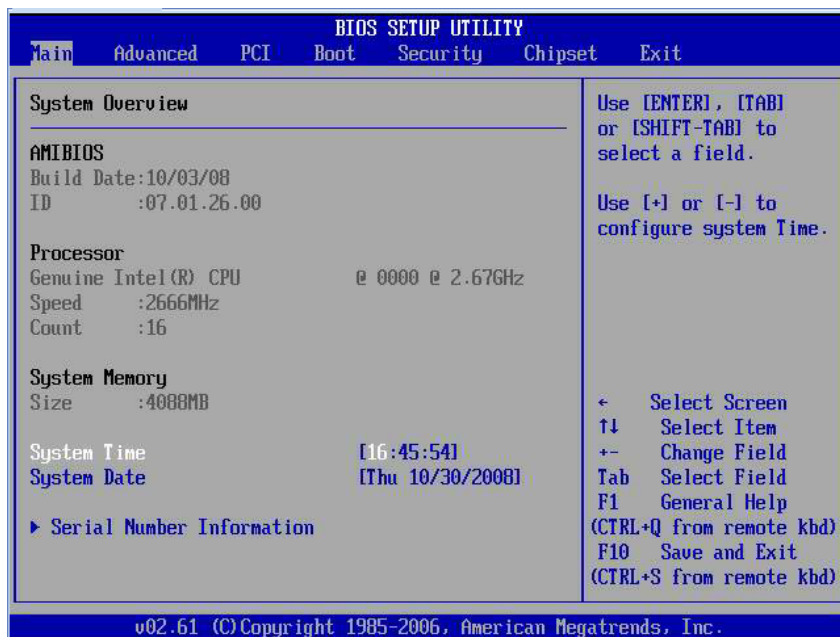 BIOS SETUP UTILITY
Main Advanced PCI Boot Security Chipset Exit
System Overview
AMIBIOS
Build Date:10/03/08
ID :07.01.26.00
Processor
Genuine Intel(R) CPU @ 0000 @ 2.67GHz
Speed :2666MHz
Count :16
System Memory
Size :4088MB
System Time [16:45:54]
System Date [Thu 10/30/2008]
Serial Number Information
Use [ENTER], [TAB]
or [SHIFT-TAB] to
select a field.
Use [+] or [-] to
configure system Time.
← Select Screen
↑↓ Select Item
+- Change Field
Tab Select Field
F1 General Help
(CTRL+Q from remote kbd)
F10 Save and Exit
(CTRL+S from remote kbd)
v02.61 (C)Copyright 1985-2006, American Megatrends, Inc.